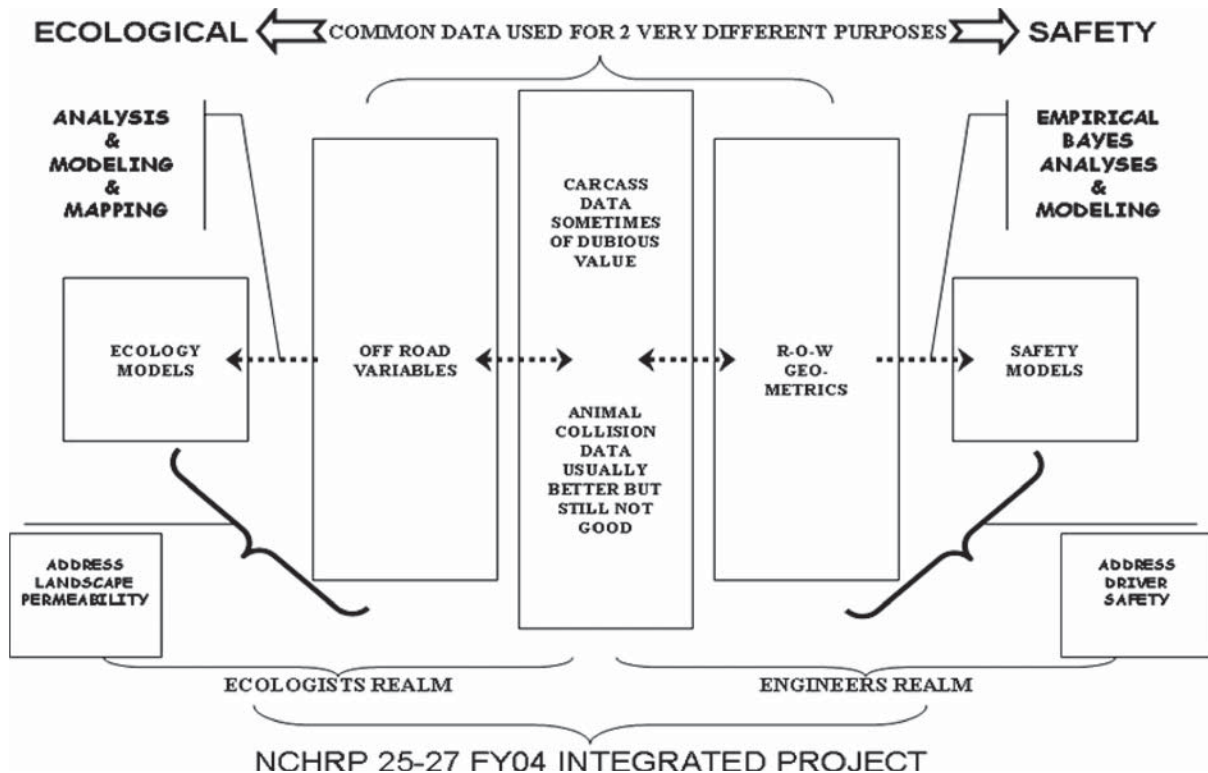 ECOLOGICAL
COMMON DATA USED FOR 2 VERY DIFFERENT PURPOSES
SAFETY
ANALYSIS
&
MODELING
&
MAPPING
EMPIRICAL
BAYES
ANALYSES
&
MODELING
CARCASS
DATA
SOMETIMES
OF DUBIOUS
VALUE
ECOLOGY
MODELS
OFF ROAD
VARIABLES
R-O-W
GEO-
METRICS
SAFETY
MODELS
ANIMAL
COLLISION
DATA
USUALLY
BETTER BUT
STILL NOT
GOOD
ADDRESS
LANDSCAPE
PERMEABILITY
ADDRESS
DRIVER
SAFETY
ECOLOGISTS REALM
ENGINEERS REALM
NCHRP 25-27 FY04 INTEGRATED PROJECT